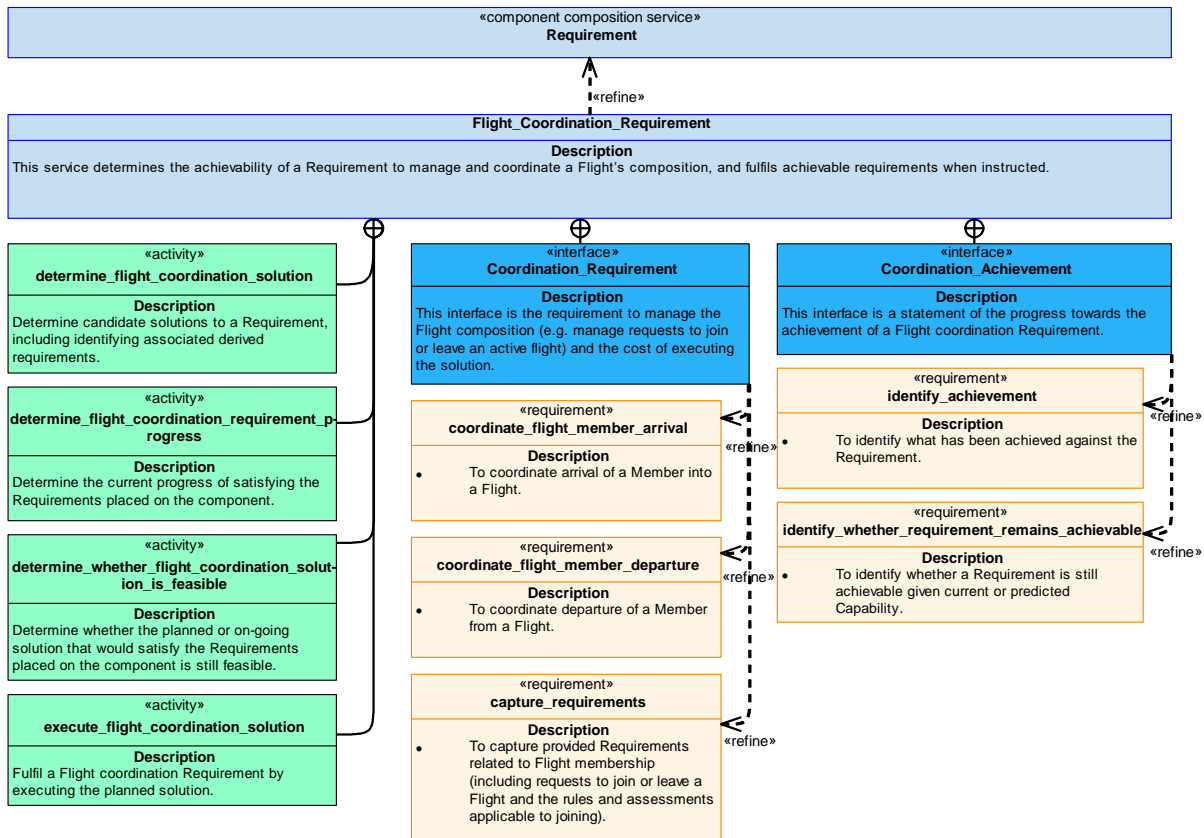 «component composition service»
Requirement
«refine»
Flight_Coordination_Requirement
Description
This service determines the achievability of a Requirement to manage and coordinate a Flight's composition, and fulfils achievable requirements when instructed.
«activity»
determine_flight_coordination_solution
Description
Determine candidate solutions to a Requirement,
including identifying associated derived
requirements.
«activity»
determine_flight_coordination_requirement_p-
rogress
Description
Determine the current progress of satisfying the
Requirements placed on the component.
«activity»
determine_whether_flight_coordination_solut-
ion_is_feasible
Description
Determine whether the planned or on-going
solution that would satisfy the Requirements
placed on the component is still feasible.
«activity»
execute_flight_coordination_solution
Description
Fulfil a Flight coordination Requirement by
executing the planned solution.
«interface»
Coordination_Requirement
Description
This interface is the requirement to manage the
Flight composition (e.g. manage requests to join
or leave an active flight) and the cost of executing
the solution.
«requirement»
coordinate_flight_member_arrival
Description
• To coordinate arrival of a Member into
a Flight.
«refine»
«requirement»
coordinate_flight_member_departure
Description
• To coordinate departure of a Member
from a Flight.
«refine»
«requirement»
capture_requirements
Description
• To capture provided Requirements
related to Flight membership
(including requests to join or leave a
Flight and the rules and assessments
applicable to joining).
«refine»
«interface»
Coordination_Achievement
Description
This interface is a statement of the progress towards the
achievement of a Flight coordination Requirement.
«requirement»
identify_achievement
Description
• To identify what has been achieved against the
Requirement.
«refine»
«requirement»
identify_whether_requirement_remains_achievable
Description
• To identify whether a Requirement is still
achievable given current or predicted
Capability.
«refine»